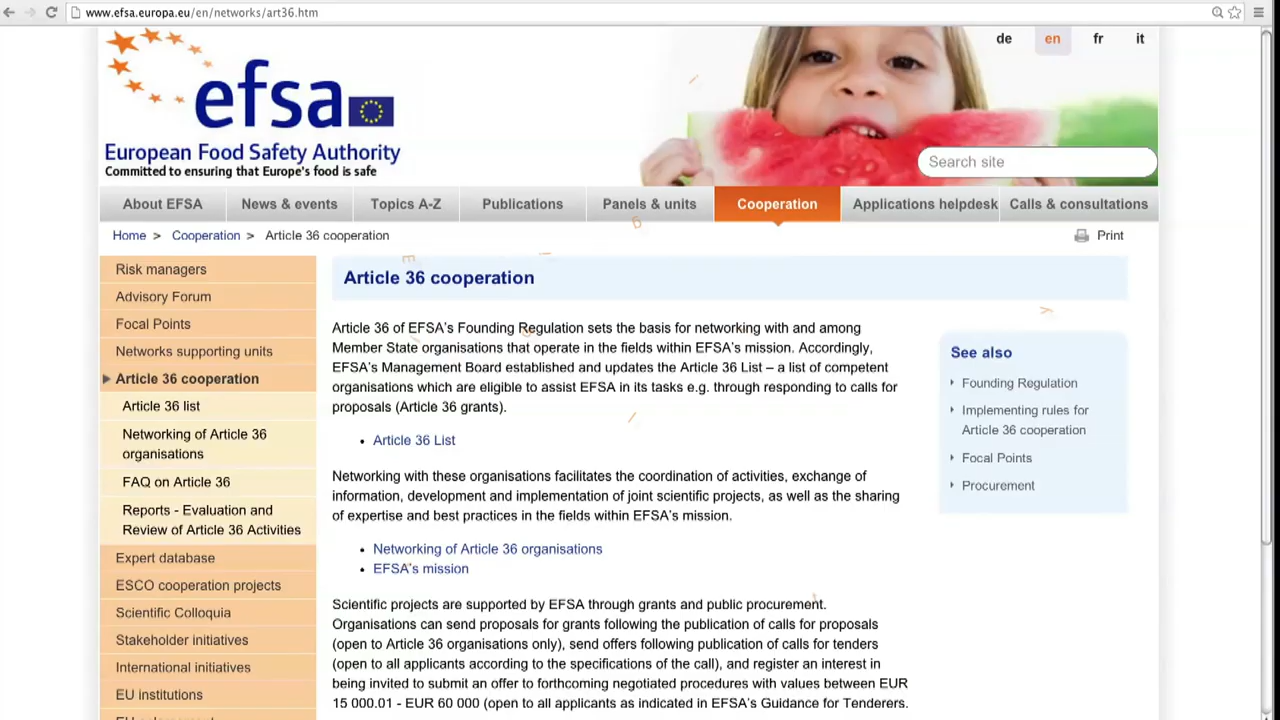 www.efsa.europa.eu/en/networks/art36.htm
de en fr it
efsa
European Food Safety Authority
Committed to ensuring that Europe's food is safe
Search site
About EFSA News & events Topics A-Z Publications Panels & units Cooperation Applications helpdesk Calls & consultations
Home > Cooperation > Article 36 cooperation
Print
Risk managers
Advisory Forum
Focal Points
Networks supporting units
Article 36 cooperation
Article 36 list
Networking of Article 36
organisations
FAQ on Article 36
Reports - Evaluation and
Review of Article 36 Activities
Expert database
ESCO cooperation projects
Scientific Colloquia
Stakeholder initiatives
International initiatives
EU institutions
Article 36 cooperation
Article 36 of EFSA's Founding Regulation sets the basis for networking with and among
Member State organisations that operate in the fields within EFSA's mission. Accordingly,
EFSA's Management Board established and updates the Article 36 List – a list of competent
organisations which are eligible to assist EFSA in its tasks e.g. through responding to calls for
proposals (Article 36 grants).
• Article 36 List
Networking with these organisations facilitates the coordination of activities, exchange of
information, development and implementation of joint scientific projects, as well as the sharing
of expertise and best practices in the fields within EFSA's mission.
• Networking of Article 36 organisations
• EFSA's mission
Scientific projects are supported by EFSA through grants and public procurement.
Organisations can send proposals for grants following the publication of calls for proposals
(open to Article 36 organisations only), send offers following publication of calls for tenders
(open to all applicants according to the specifications of the call), and register an interest in
being invited to submit an offer to forthcoming negotiated procedures with values between EUR
15 000.01 - EUR 60 000 (open to all applicants as indicated in EFSA's Guidance for Tenderers.
See also
Founding Regulation
Implementing rules for
Article 36 cooperation
Focal Points
Procurement